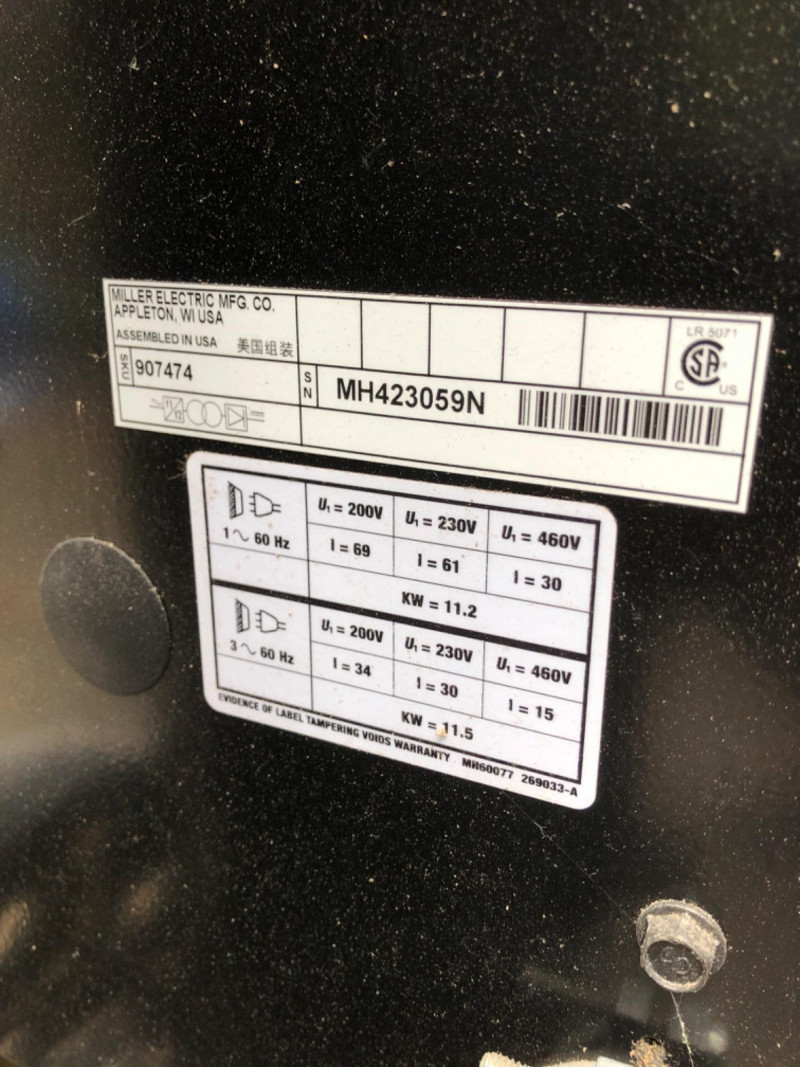 MILLER ELECTRIC MFG. CO.
APPLETON, WI USA
ASSEMBLED IN USA 美国组装
SKU 907474
SN MH423059N
LR 5071
C SA US
1~ 60 Hz
U₁ = 200V U₁ = 230V U₁ = 460V
I = 69 I = 61 I = 30
KW = 11.2
3~ 60 Hz
U₁ = 200V U₁ = 230V U₁ = 460V
I = 34 I = 30 I = 15
KW = 11.5
EVIDENCE OF LABEL TAMPERING VOIDS WARRANTY MH60077 269033-A